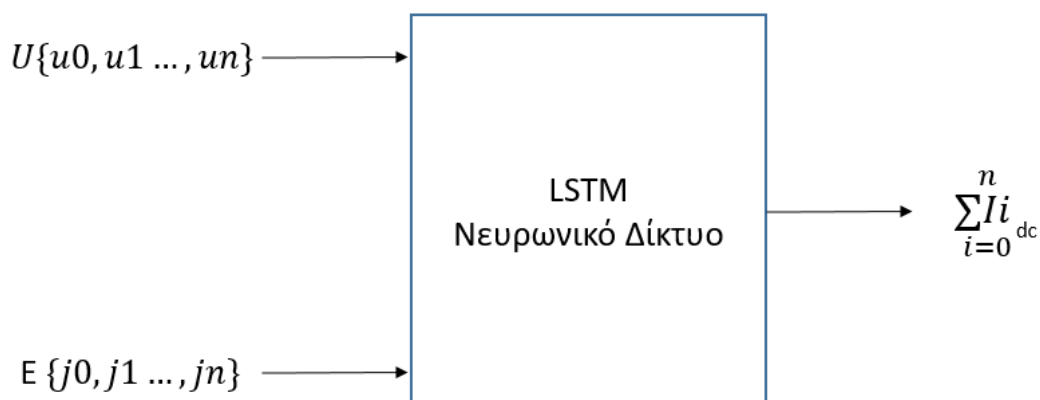 U{u0, u1 ..., un}
LSTM
Νευρωνικό Δίκτυο
n
∑Ii dc
i=0
E {j0, j1 ..., jn}